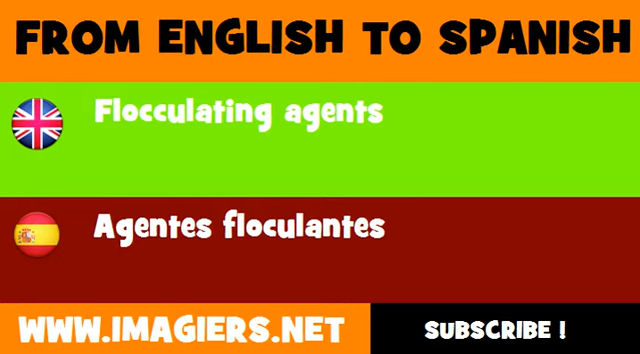 FROM ENGLISH TO SPANISH
Flocculating agents
Agentes floculantes
WWW.IMAGIERS.NET
SUBSCRIBE !